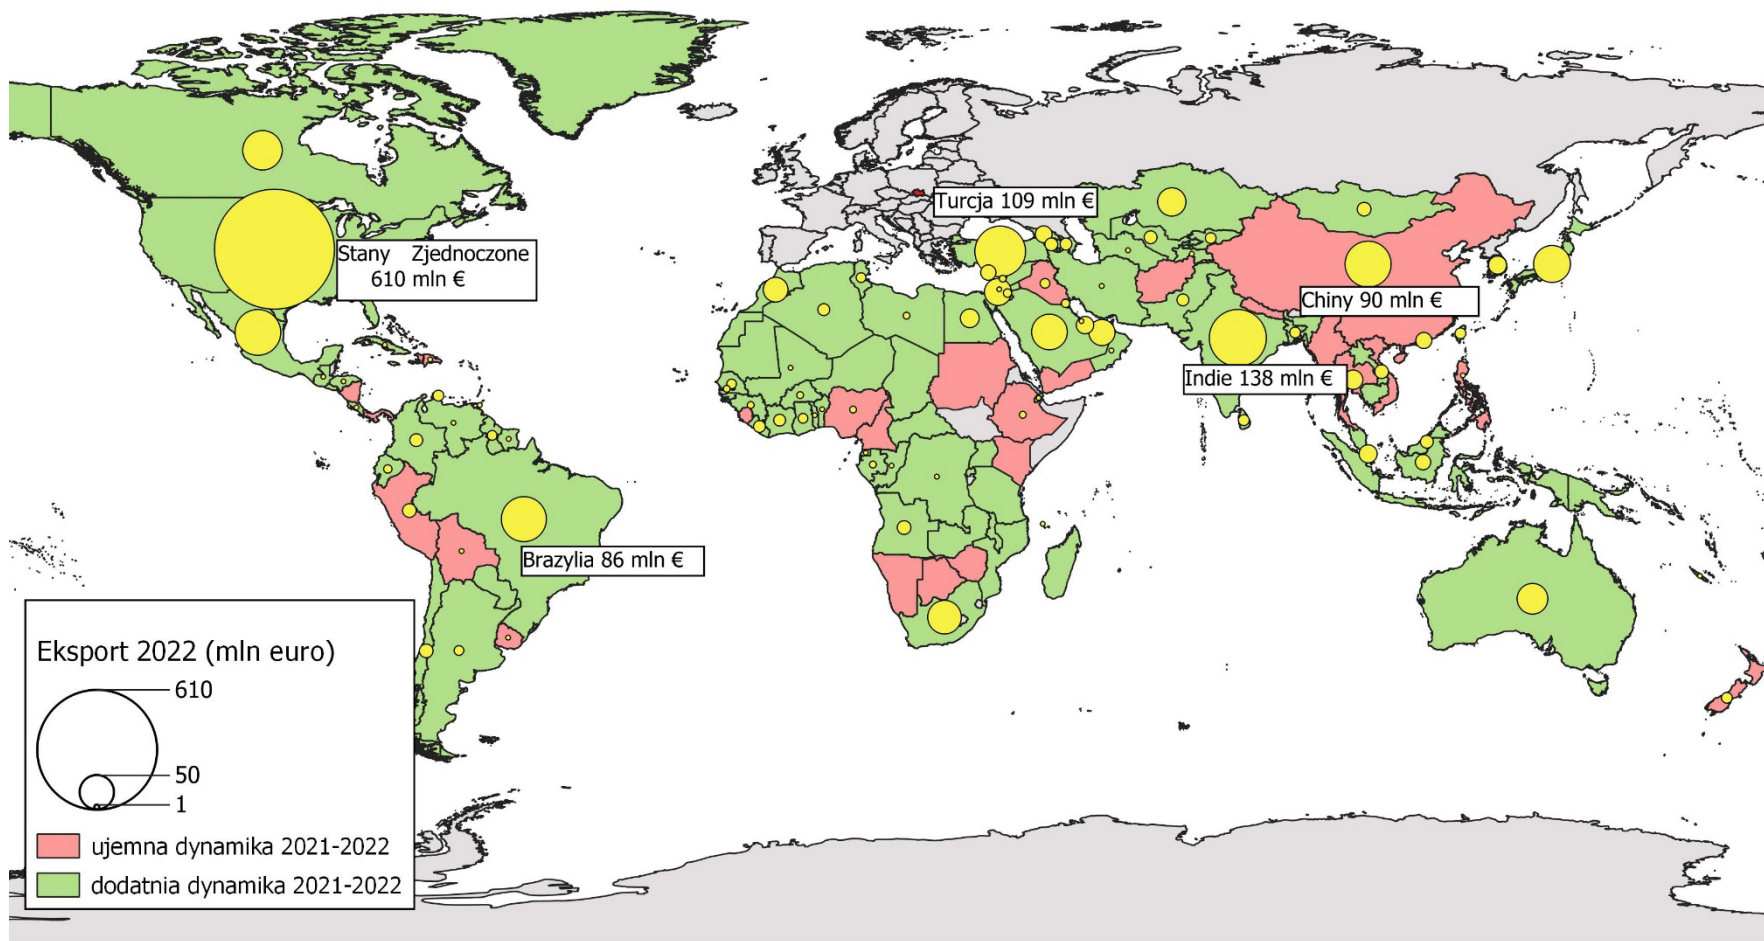 Turcja 109 mln €
Stany Zjednoczone
610 mln €
Chiny 90 mln €
Indie 138 mln €
Brazylia 86 mln €
Eksport 2022 (mln euro)
610
50
1
ujemna dynamika 2021-2022
dodatnia dynamika 2021-2022